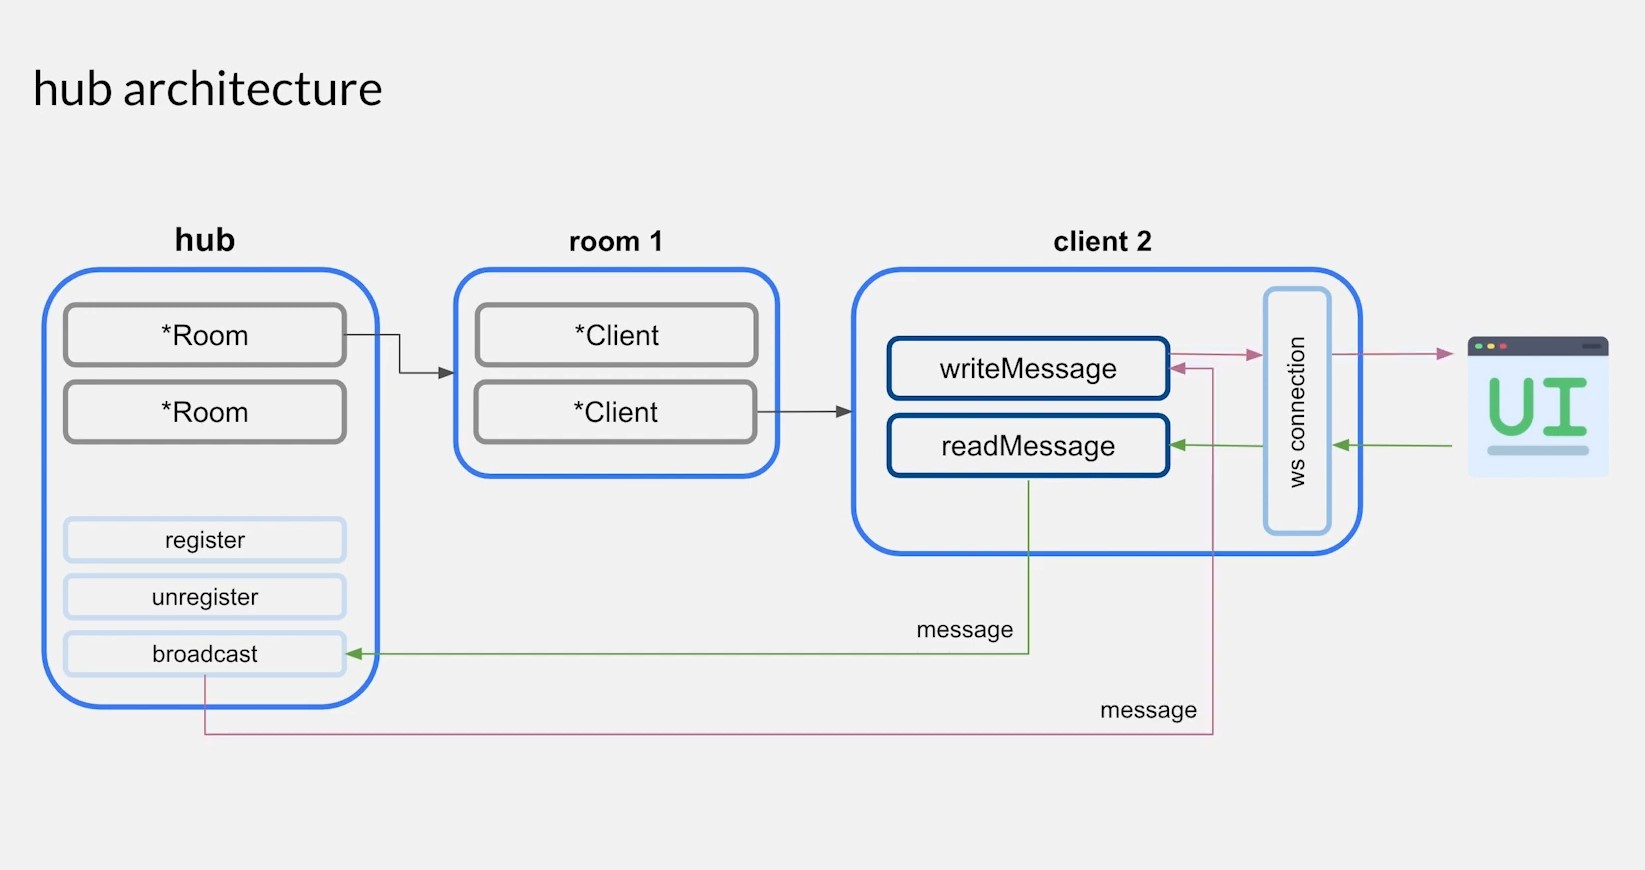 hub architecture
hub
*Room
*Room
register
unregister
broadcast
room 1
*Client
*Client
client 2
writeMessage
readMessage
ws connection
UI
message
message